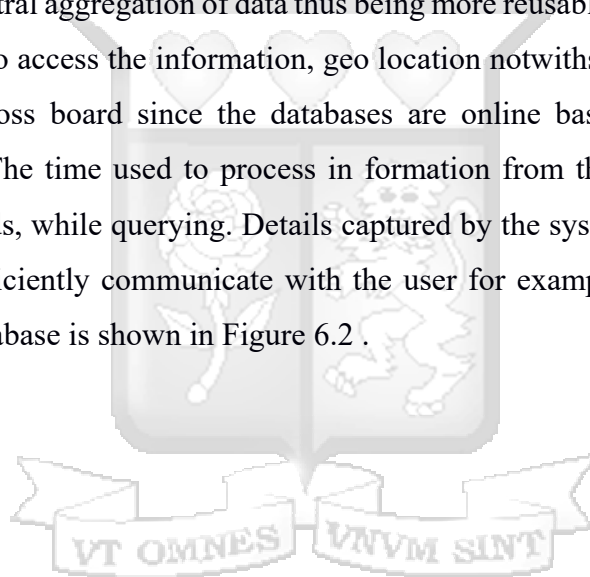 tral aggregation of data thus being more reusabl
o access the information, geo location notwiths
oss board since the databases are online bas
The time used to process in formation from th
s, while querying. Details captured by the sys
iciently communicate with the user for examp
abase is shown in Figure 6.2 .
VT OMNES VNVM SINT